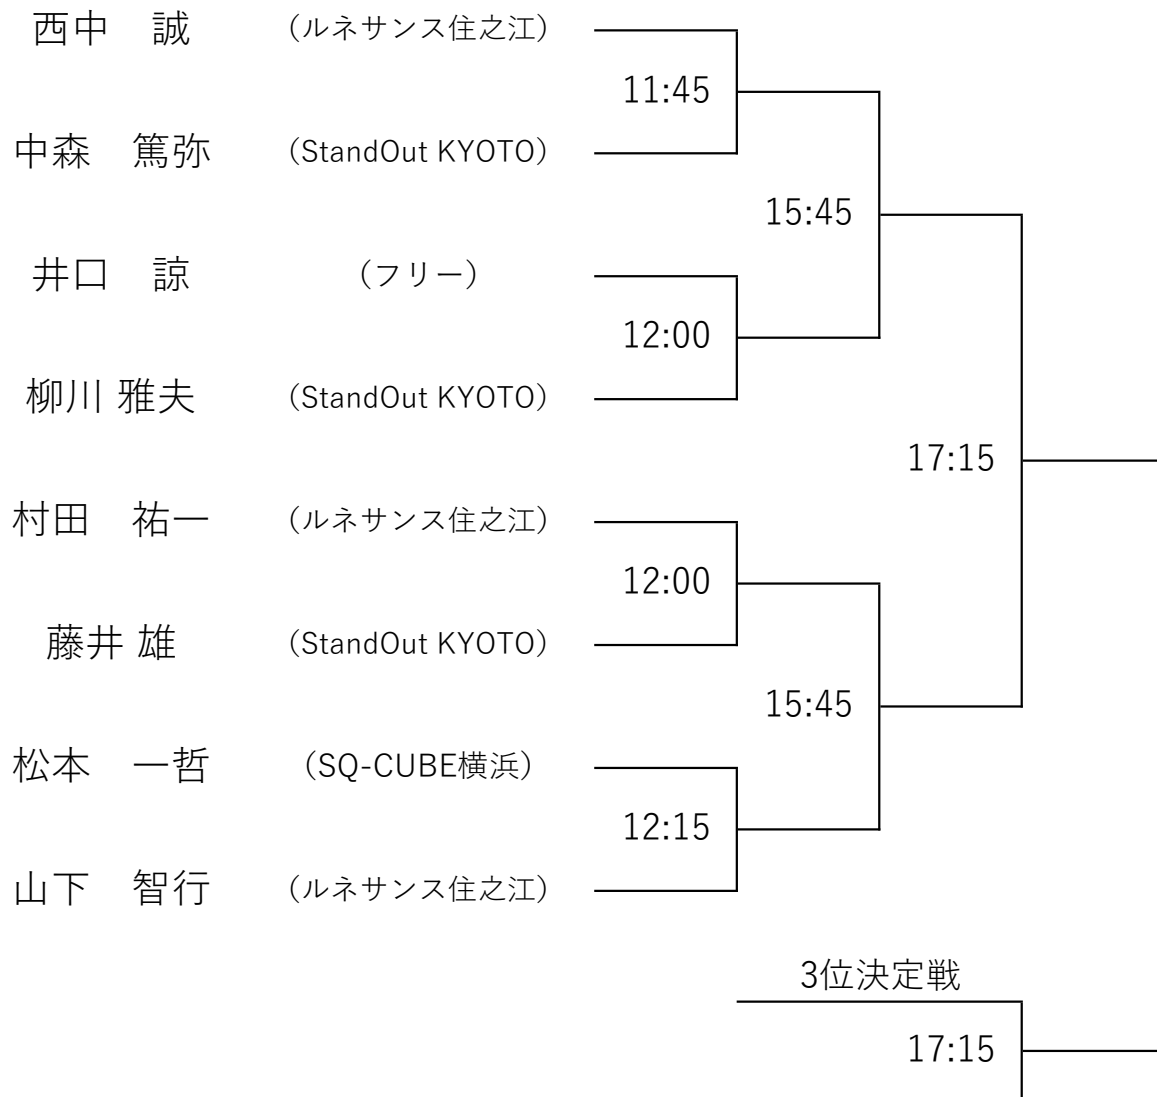 西中　誠 （ルネサンス住之江）
11:45
中森　篤弥 （StandOut KYOTO）
15:45
井口　諒 （フリー）
12:00
柳川 雅夫 （StandOut KYOTO）
17:15
村田　祐一 （ルネサンス住之江）
12:00
藤井 雄 （StandOut KYOTO）
15:45
松本　一哲 （SQ-CUBE横浜）
12:15
山下　智行 （ルネサンス住之江）
3位決定戦
17:15